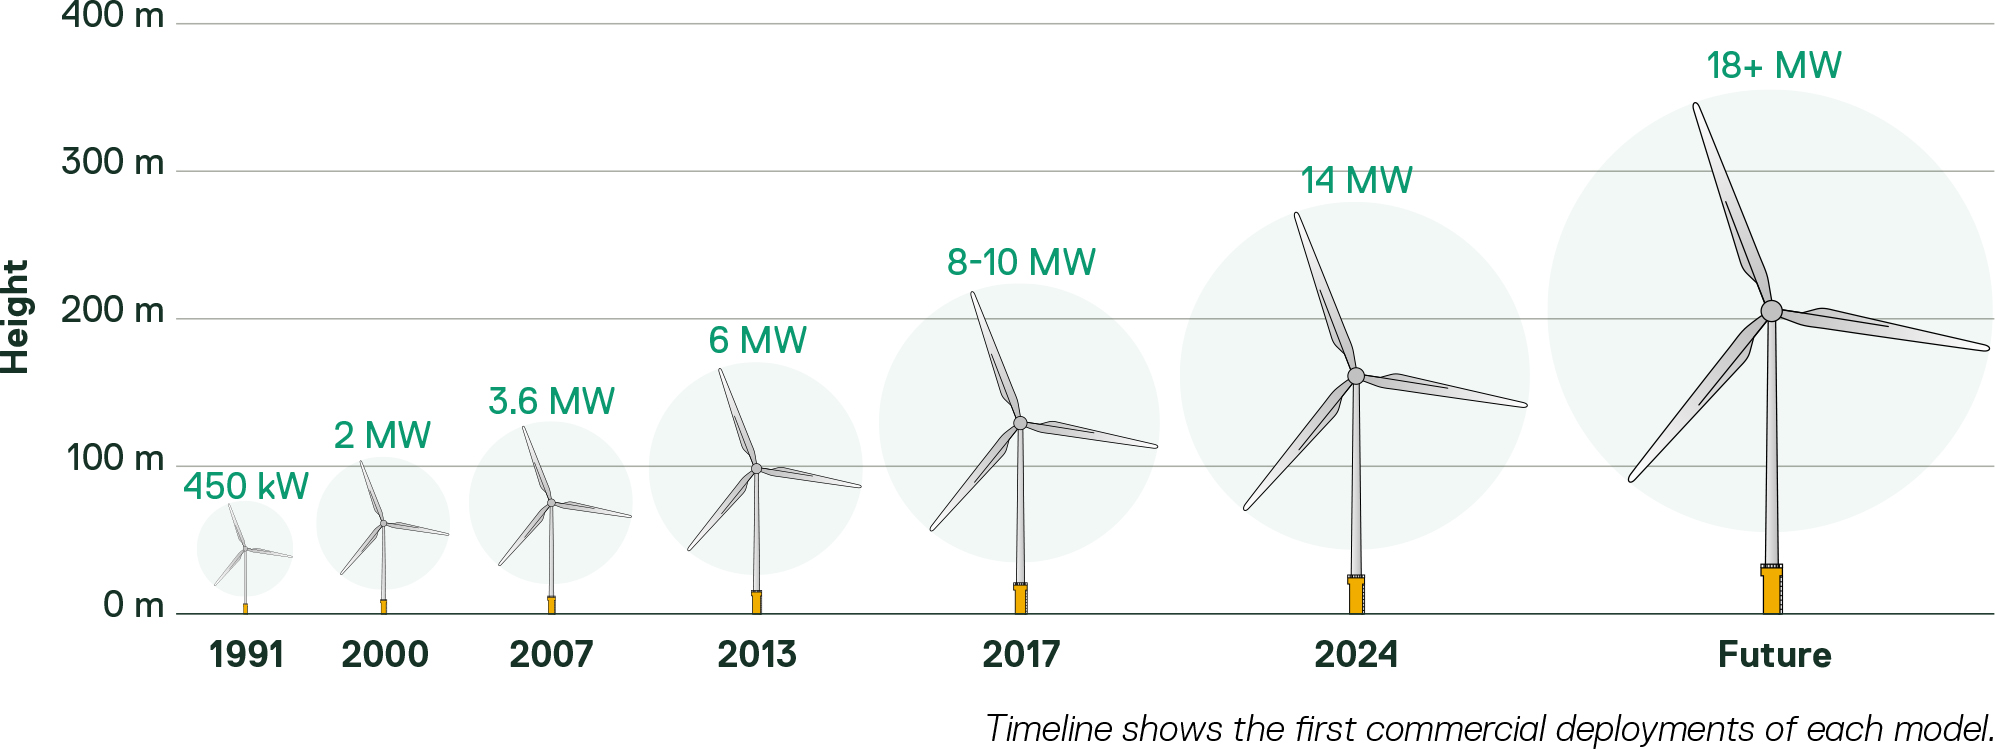 400 m
18+ MW
300 m
14 MW
8-10 MW
Height
200 m
6 MW
3.6 MW
2 MW
100 m
450 kW
0 m
1991
2000
2007
2013
2017
2024
Future
Timeline shows the first commercial deployments of each model.